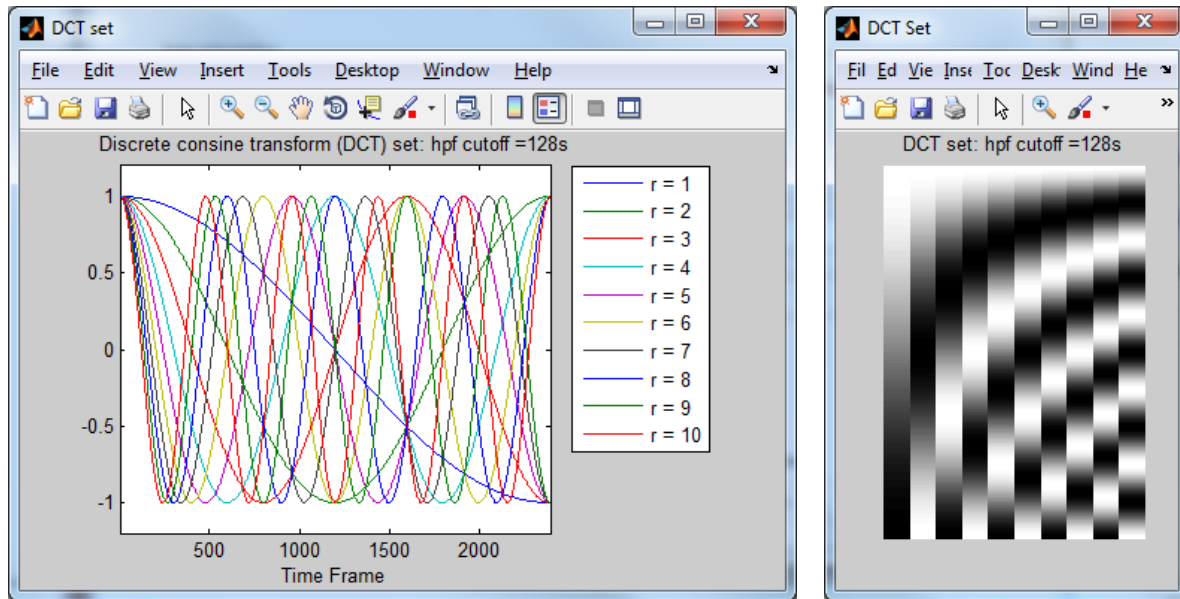 DCT set
File Edit View Insert Tools Desktop Window Help
Discrete consine transform (DCT) set: hpf cutoff =128s
1
0.5
0
-0.5
-1
500 1000 1500 2000
Time Frame
r = 1
r = 2
r = 3
r = 4
r = 5
r = 6
r = 7
r = 8
r = 9
r = 10
DCT Set
Fil Ed Vie Inse Toc Desk Wind He
DCT set: hpf cutoff =128s